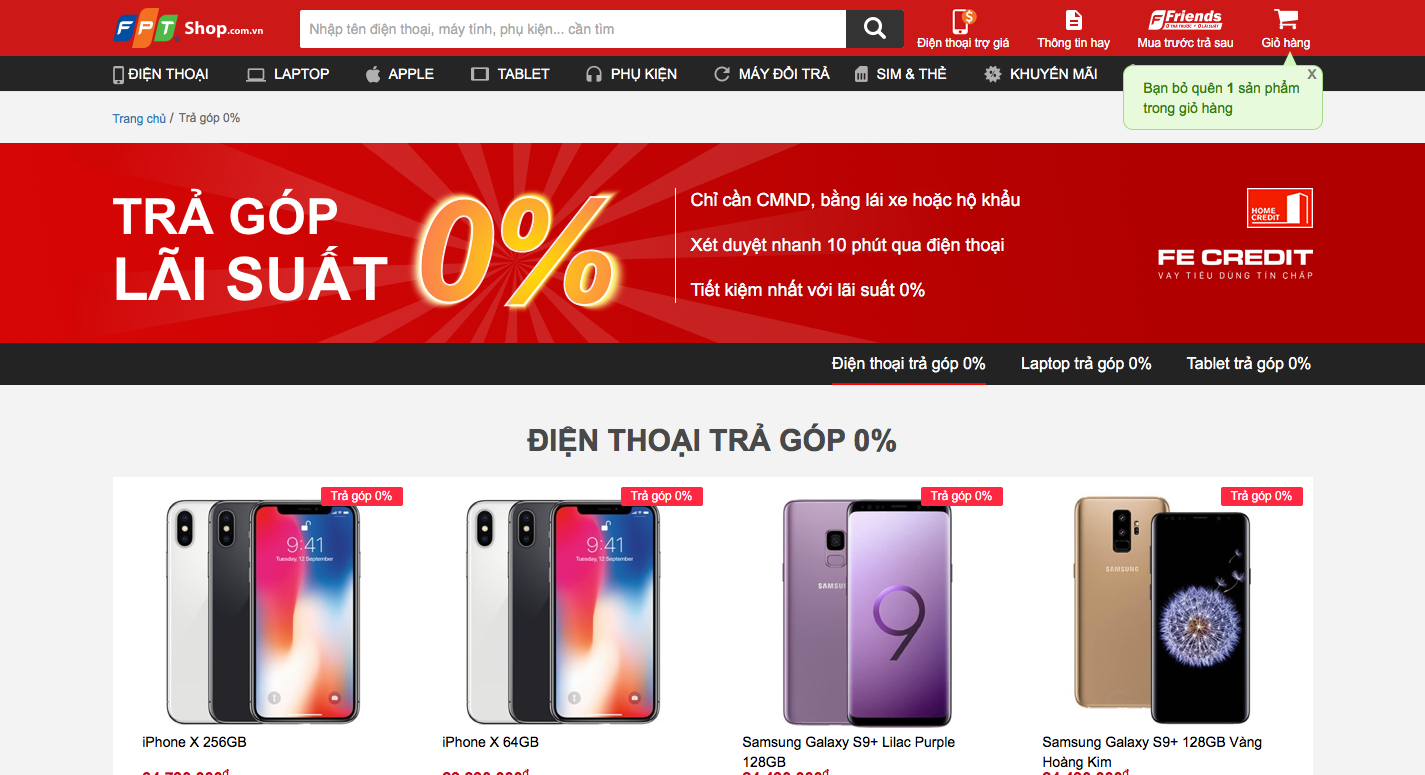 FPT Shop.com.vn
Nhập tên điện thoại, máy tính, phụ kiện... cần tìm
Điện thoại trợ giá
Thông tin hay
F Friends
Mua trước trả sau
Giỏ hàng
ĐIỆN THOẠI
LAPTOP
APPLE
TABLET
PHỤ KIỆN
MÁY ĐỔI TRẢ
SIM & THẺ
KHUYẾN MÃI
X
Bạn bỏ quên 1 sản phẩm
trong giỏ hàng
Trang chủ / Trả góp 0%
TRẢ GÓP
LÃI SUẤT
0%
Chỉ cần CMND, bằng lái xe hoặc hộ khẩu
Xét duyệt nhanh 10 phút qua điện thoại
Tiết kiệm nhất với lãi suất 0%
HOME
CREDIT
FE CREDIT
VAY TIÊU DÙNG TÍN CHẤP
Điện thoại trả góp 0%
Laptop trả góp 0%
Tablet trả góp 0%
ĐIỆN THOẠI TRẢ GÓP 0%
Trả góp 0%
Trả góp 0%
Trả góp 0%
Trả góp 0%
9:41
Tuesday, 12 September
9:41
Tuesday, 12 September
SAMSUNG
9
SAMSUNG
iPhone X 256GB
iPhone X 64GB
Samsung Galaxy S9+ Lilac Purple
128GB
Samsung Galaxy S9+ 128GB Vàng
Hoàng Kim